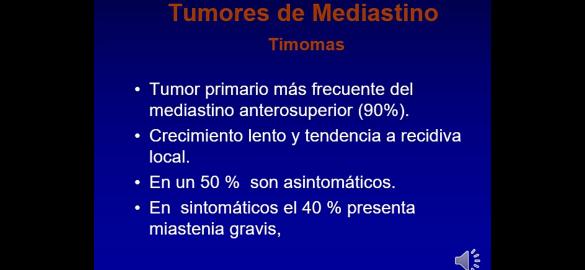 Tumores de Mediastino
Timomas
• Tumor primario más frecuente del
mediastino anterosuperior (90%).
• Crecimiento lento y tendencia a recidiva
local.
• En un 50 %  son asintomáticos.
• En  sintomáticos el 40 % presenta
miastenia gravis,